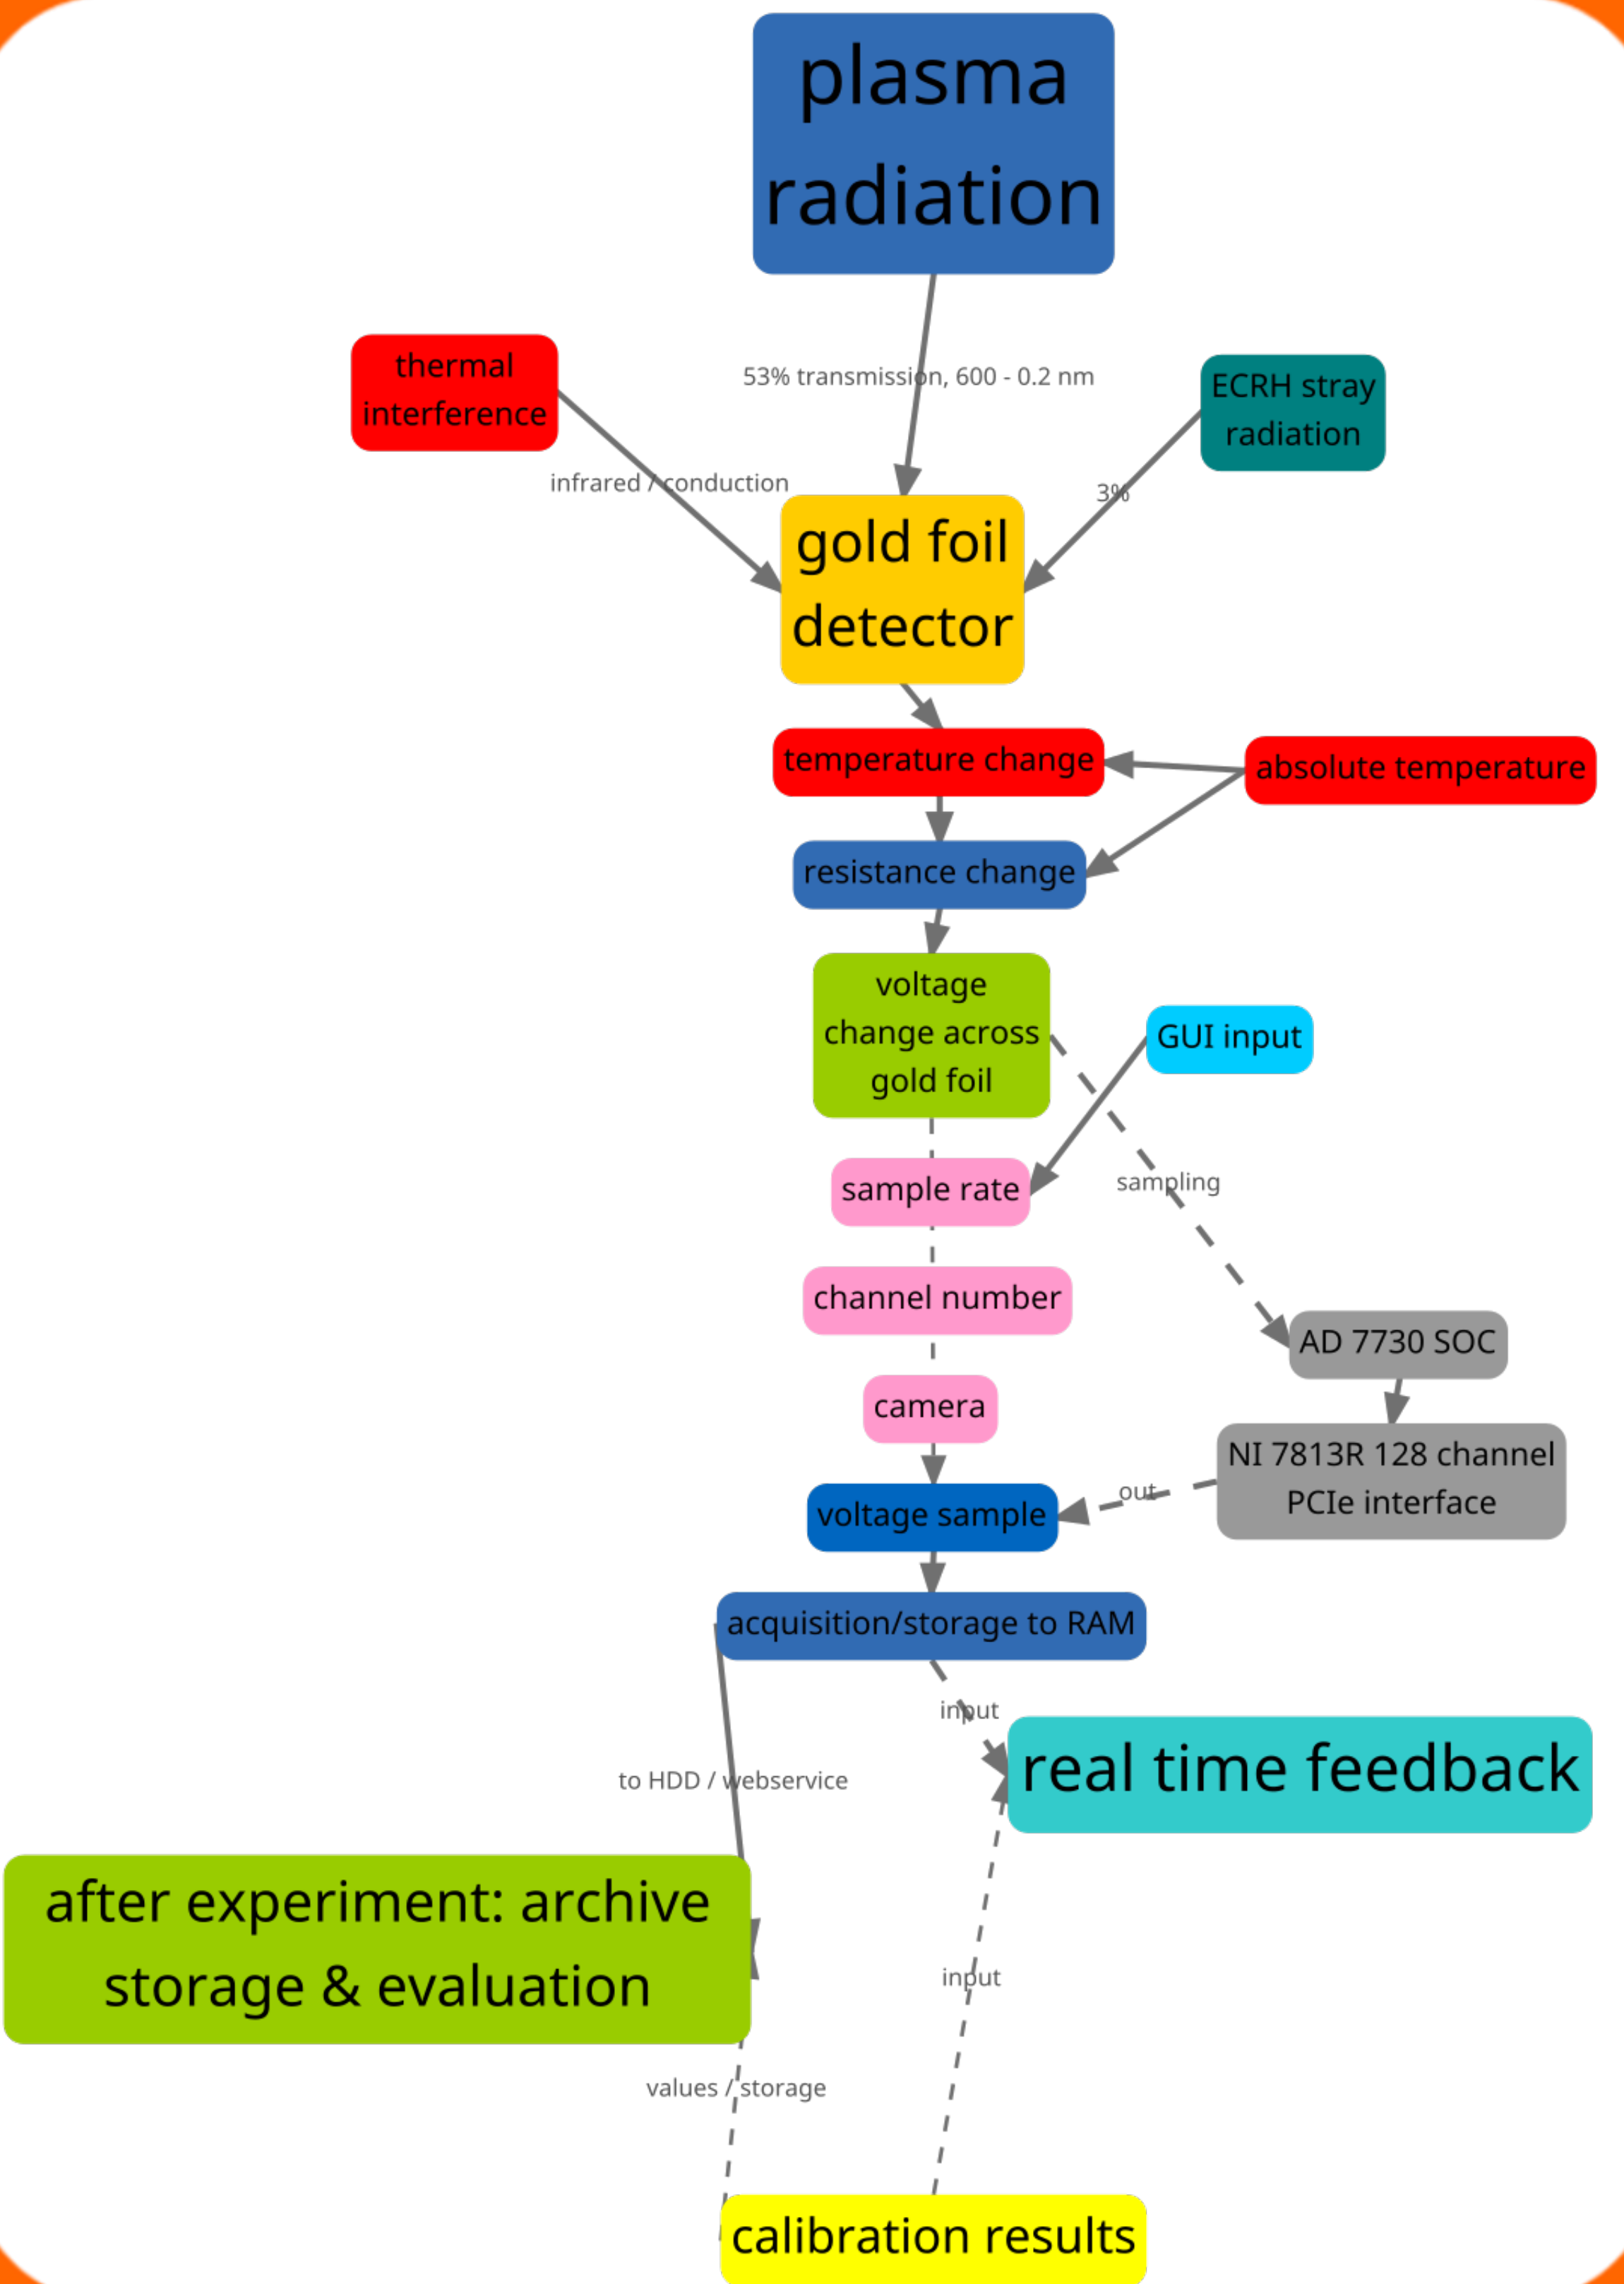 plasma
radiation
thermal
interference
53% transmission, 600 - 0.2 nm
ECRH stray
radiation
infrared / conduction
3%
gold foil
detector
temperature change
absolute temperature
resistance change
voltage
change across
gold foil
GUI input
sample rate
sampling
channel number
AD 7730 SOC
camera
NI 7813R 128 channel
PCIe interface
out
voltage sample
acquisition/storage to RAM
input
real time feedback
to HDD / webservice
after experiment: archive
storage & evaluation
input
values / storage
calibration results